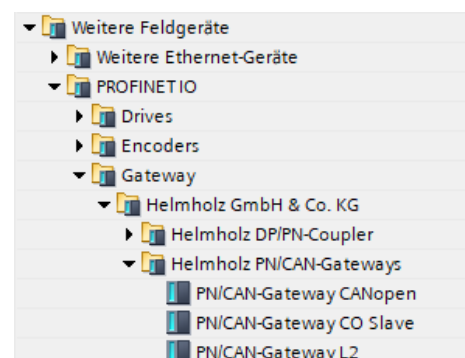 Weitere Feldgeräte
Weitere Ethernet-Geräte
PROFINET IO
Drives
Encoders
Gateway
Helmholz GmbH & Co. KG
Helmholz DP/PN-Coupler
Helmholz PN/CAN-Gateways
PN/CAN-Gateway CANopen
PN/CAN-Gateway CO Slave
PN/CAN-Gateway L2